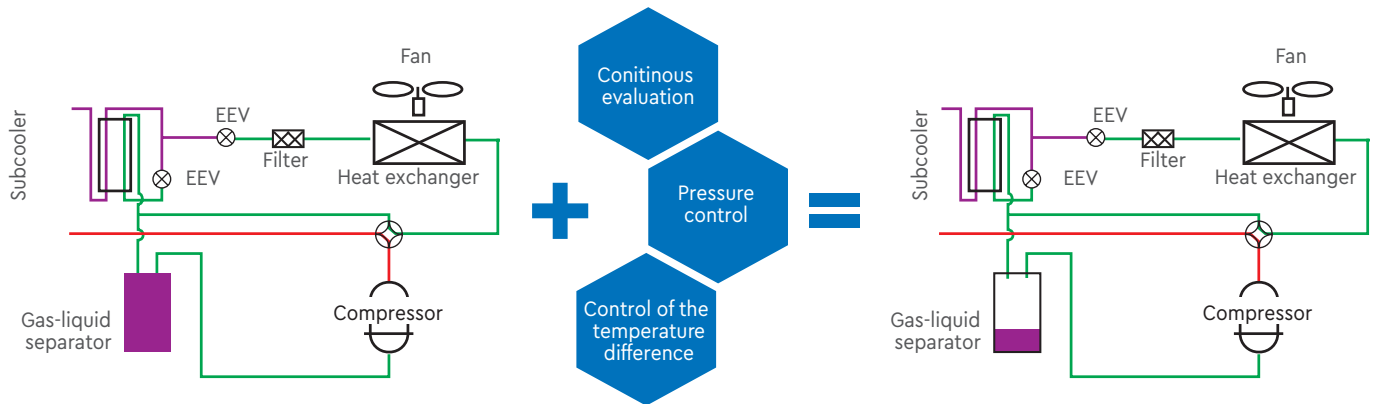 Fan
EEV
Subcooler
Filter
EEV
Heat exchanger
Compressor
Gas-liquid
separator
Conitinous
evaluation
Pressure
control
Control of the
temperature
difference
Fan
EEV
Subcooler
Filter
EEV
Heat exchanger
Compressor
Gas-liquid
separator